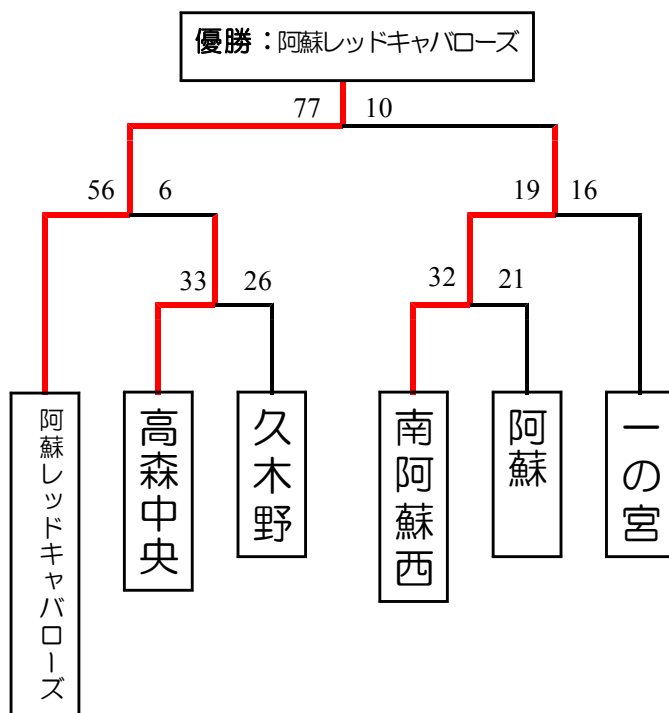 優勝：阿蘇レッドキャバローズ
77 10
56 6 19 16
33 26 32 21
阿蘇レッドキャバローズ
高森中央
久木野
南阿蘇西
阿蘇
一の宮